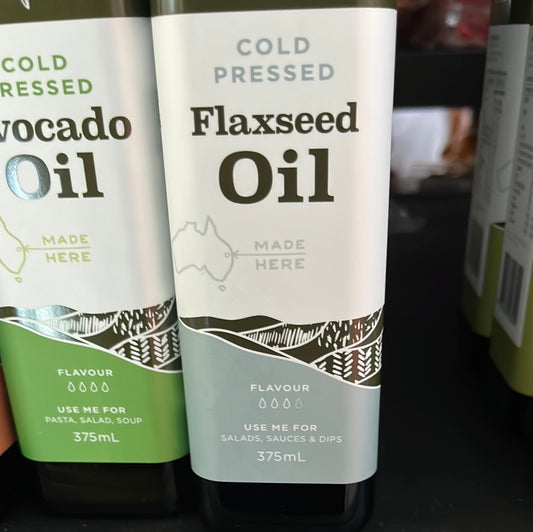 COLD
PRESSED
Avocado
Oil
MADE
HERE
FLAVOUR
USE ME FOR
PASTA, SALAD, SOUP
375mL
COLD
PRESSED
Flaxseed
Oil
MADE
HERE
FLAVOUR
USE ME FOR
SALADS, SAUCES & DIPS
375mL